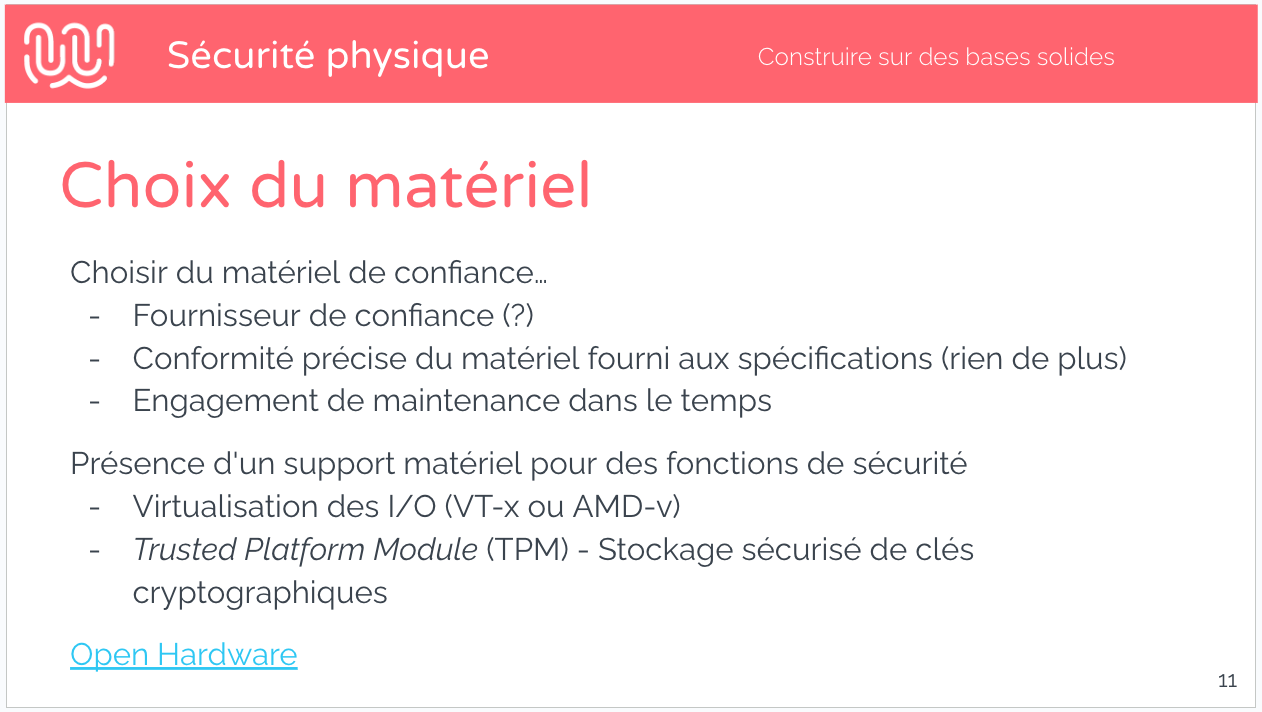 Sécurité physique
Construire sur des bases solides
Choix du matériel
Choisir du matériel de confiance…
- Fournisseur de confiance (?)
- Conformité précise du matériel fourni aux spécifications (rien de plus)
- Engagement de maintenance dans le temps
Présence d'un support matériel pour des fonctions de sécurité
- Virtualisation des I/O (VT-x ou AMD-v)
- Trusted Platform Module (TPM) - Stockage sécurisé de clés
cryptographiques
Open Hardware
11